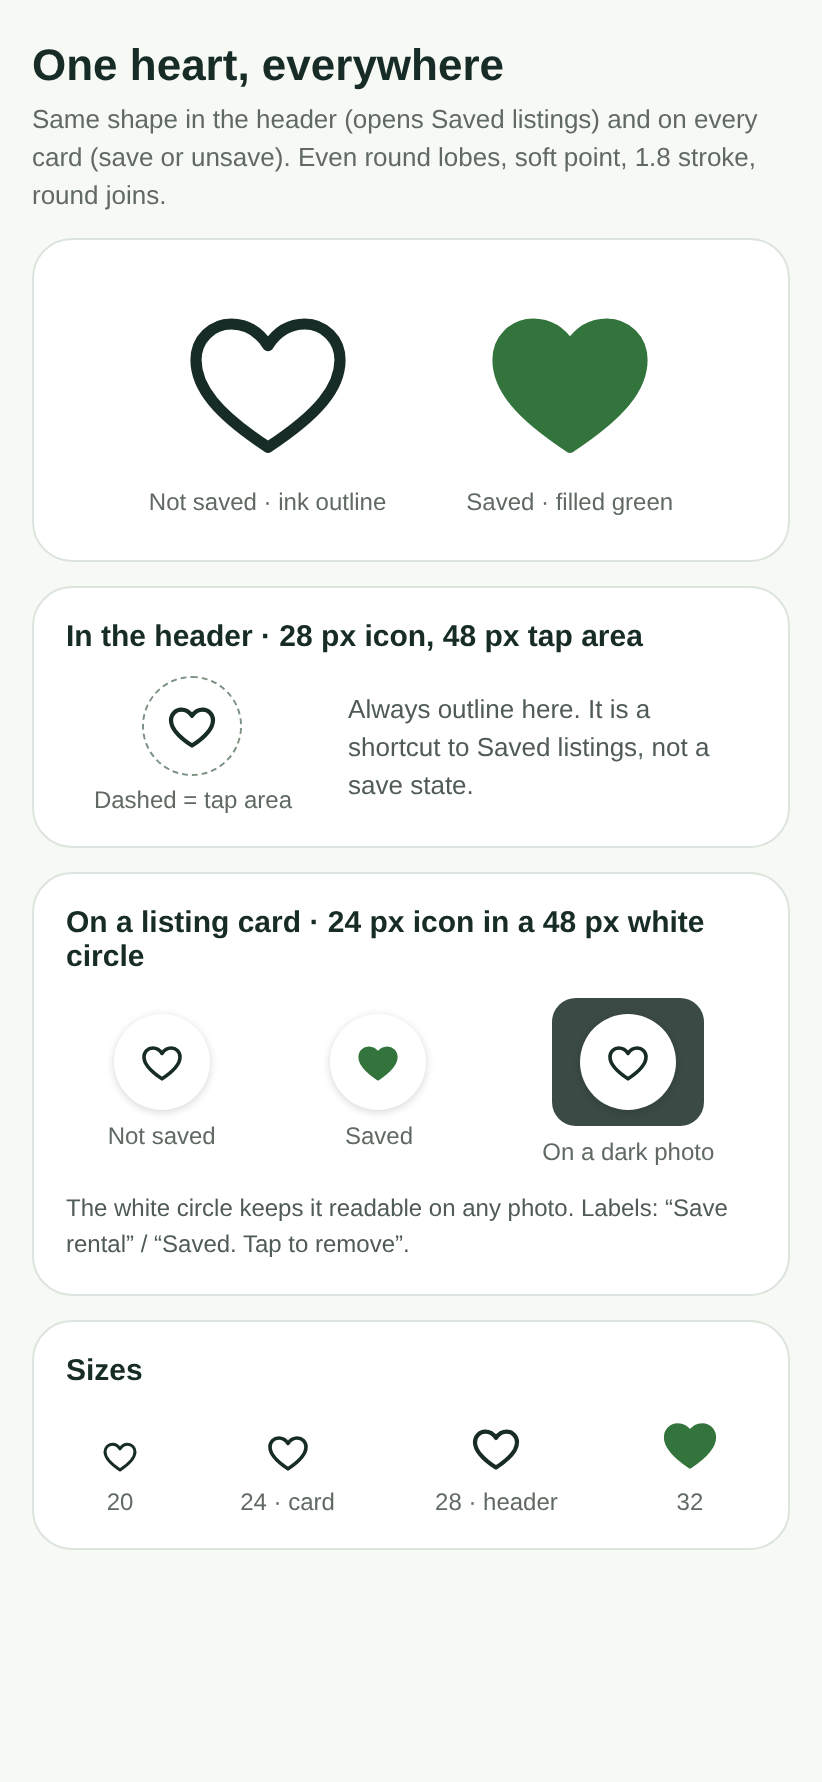 One heart, everywhere
Same shape in the header (opens Saved listings) and on every
card (save or unsave). Even round lobes, soft point, 1.8 stroke,
round joins.
Not saved · ink outline
Saved · filled green
In the header · 28 px icon, 48 px tap area
Dashed = tap area
Always outline here. It is a
shortcut to Saved listings, not a
save state.
On a listing card · 24 px icon in a 48 px white
circle
Not saved
Saved
On a dark photo
The white circle keeps it readable on any photo. Labels: “Save
rental” / “Saved. Tap to remove”.
Sizes
20
24 · card
28 · header
32